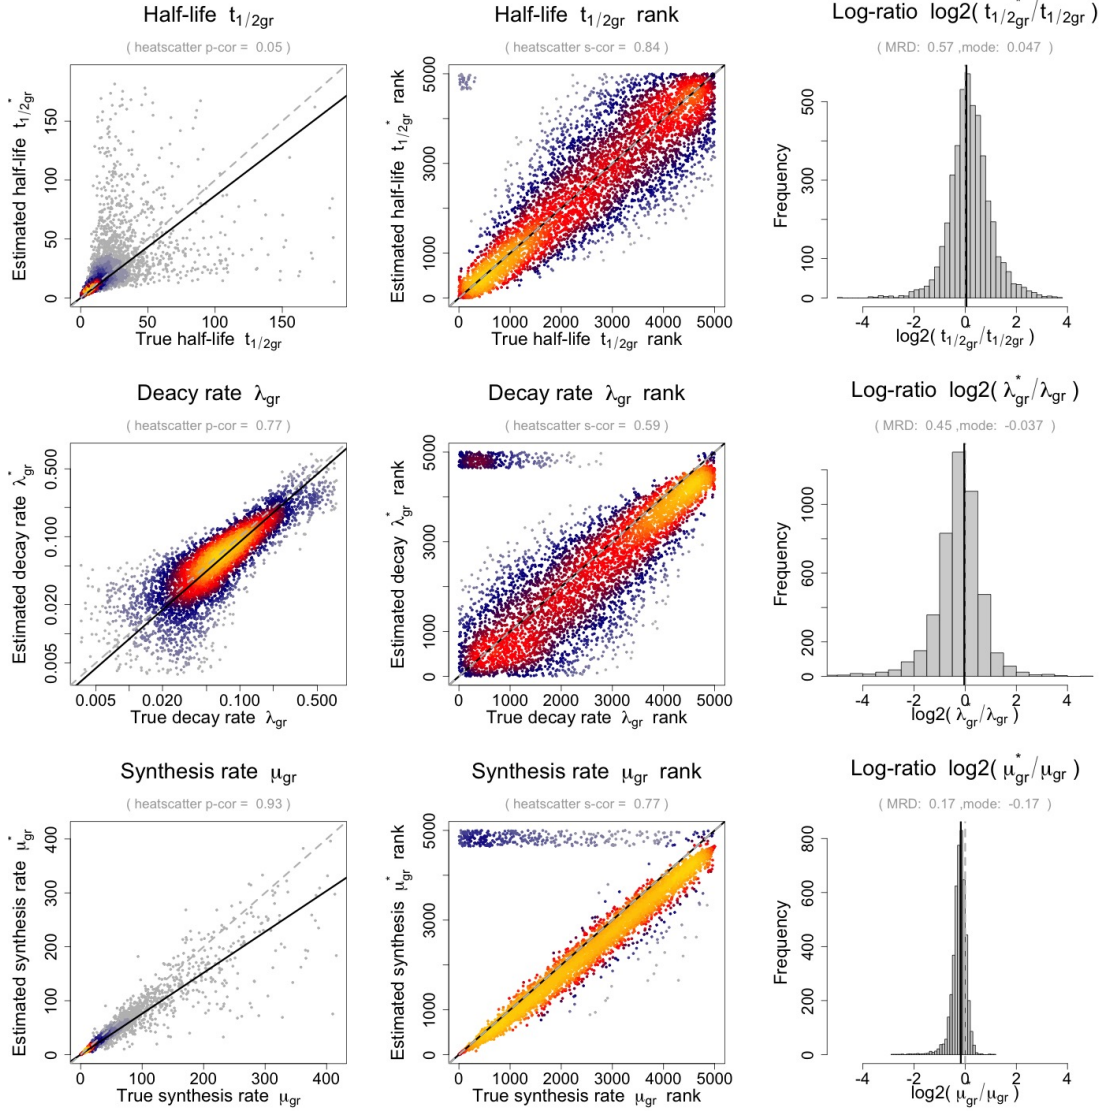 Half-life t1/2gr
( heatscatter p-cor = 0.05 )
Estimated half-life t*1/2gr
0 50 100 150
0 50 100 150
True half-life t1/2gr
Half-life t1/2gr rank
( heatscatter s-cor = 0.84 )
Estimated half-life t*1/2gr rank
0 1000 3000 5000
0 1000 2000 3000 4000 5000
True half-life t1/2gr rank
Log-ratio log2( t*1/2gr/t1/2gr )
( MRD: 0.57 ,mode: 0.047 )
Frequency
0 100 300 500
-4 -2 0 2 4
log2( t*1/2gr/t1/2gr )
Deacy rate λgr
( heatscatter p-cor = 0.77 )
Estimated decay rate λ*gr
0.005 0.020 0.100 0.500
0.005 0.020 0.100 0.500
True decay rate λgr
Decay rate λgr rank
( heatscatter s-cor = 0.59 )
Estimated decay λ*gr rank
0 1000 3000 5000
0 1000 2000 3000 4000 5000
True decay rate λgr rank
Log-ratio log2( λ*gr/λgr )
( MRD: 0.45 ,mode: -0.037 )
Frequency
0 200 600 1000
-4 -2 0 2 4
log2( λ*gr/λgr )
Synthesis rate μgr
( heatscatter p-cor = 0.93 )
Estimated synthesis rate μ*gr
0 100 200 300 400
0 100 200 300 400
True synthesis rate μgr
Synthesis rate μgr rank
( heatscatter s-cor = 0.77 )
Estimated synthesis μ*gr rank
0 1000 3000 5000
0 1000 2000 3000 4000 5000
True synthesis rate μgr rank
Log-ratio log2( μ*gr/μgr )
( MRD: 0.17 ,mode: -0.17 )
Frequency
0 200 400 600 800
-4 -2 0 2 4
log2( μ*gr/μgr )